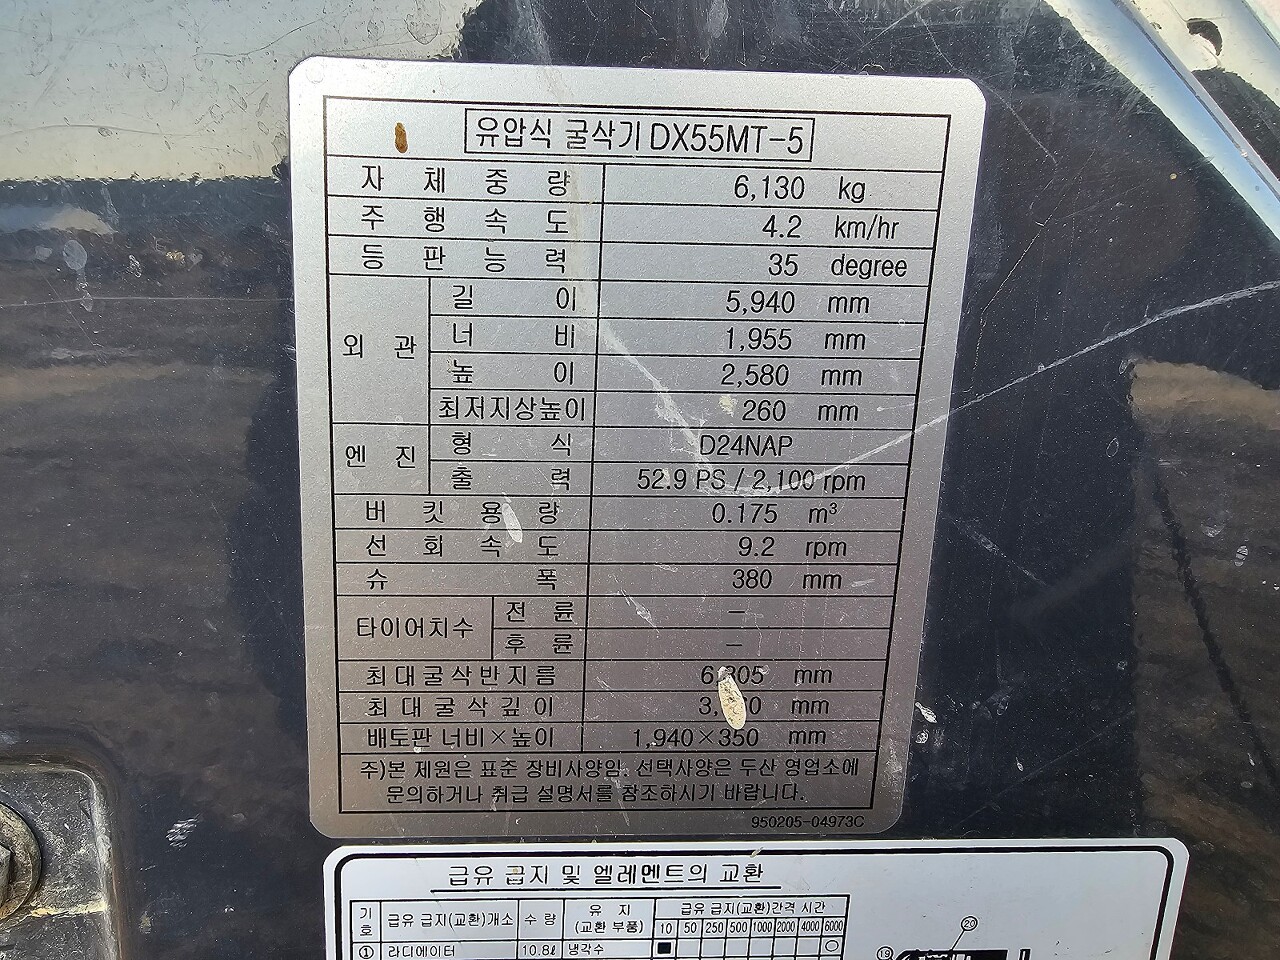 유압식 굴삭기 DX55MT-5
자 체 중 량 6,130 kg
주 행 속 도 4.2 km/hr
등 판 능 력 35 degree
외 관 길 이 5,940 mm
너 비 1,955 mm
높 이 2,580 mm
최저지상높이 260 mm
엔 진 형 식 D24NAP
출 력 52.9 PS / 2,100 rpm
버 킷 용 량 0.175 m³
선 회 속 도 9.2 rpm
슈 폭 380 mm
타이어치수 전 륜 –
후 륜 –
최대굴삭반지름 mm
최대굴삭깊이 mm
배토판 너비×높이 1,940×350 mm
주)본 제원은 표준 장비사양임. 선택사양은 두산 영업소에
문의하거나 취급 설명서를 참조하시기 바랍니다.
950205-04973C
급유 급지 및 엘레멘트의 교환
기호 급유 급지(교환)개소 수 량 유 지 (교환 부품) 급유 급지(교환)간격 시간
10 50 250 500 1000 2000 4000 6000
① 라디에이터 10.8ℓ 냉각수 ■ ○
⑳
⑲